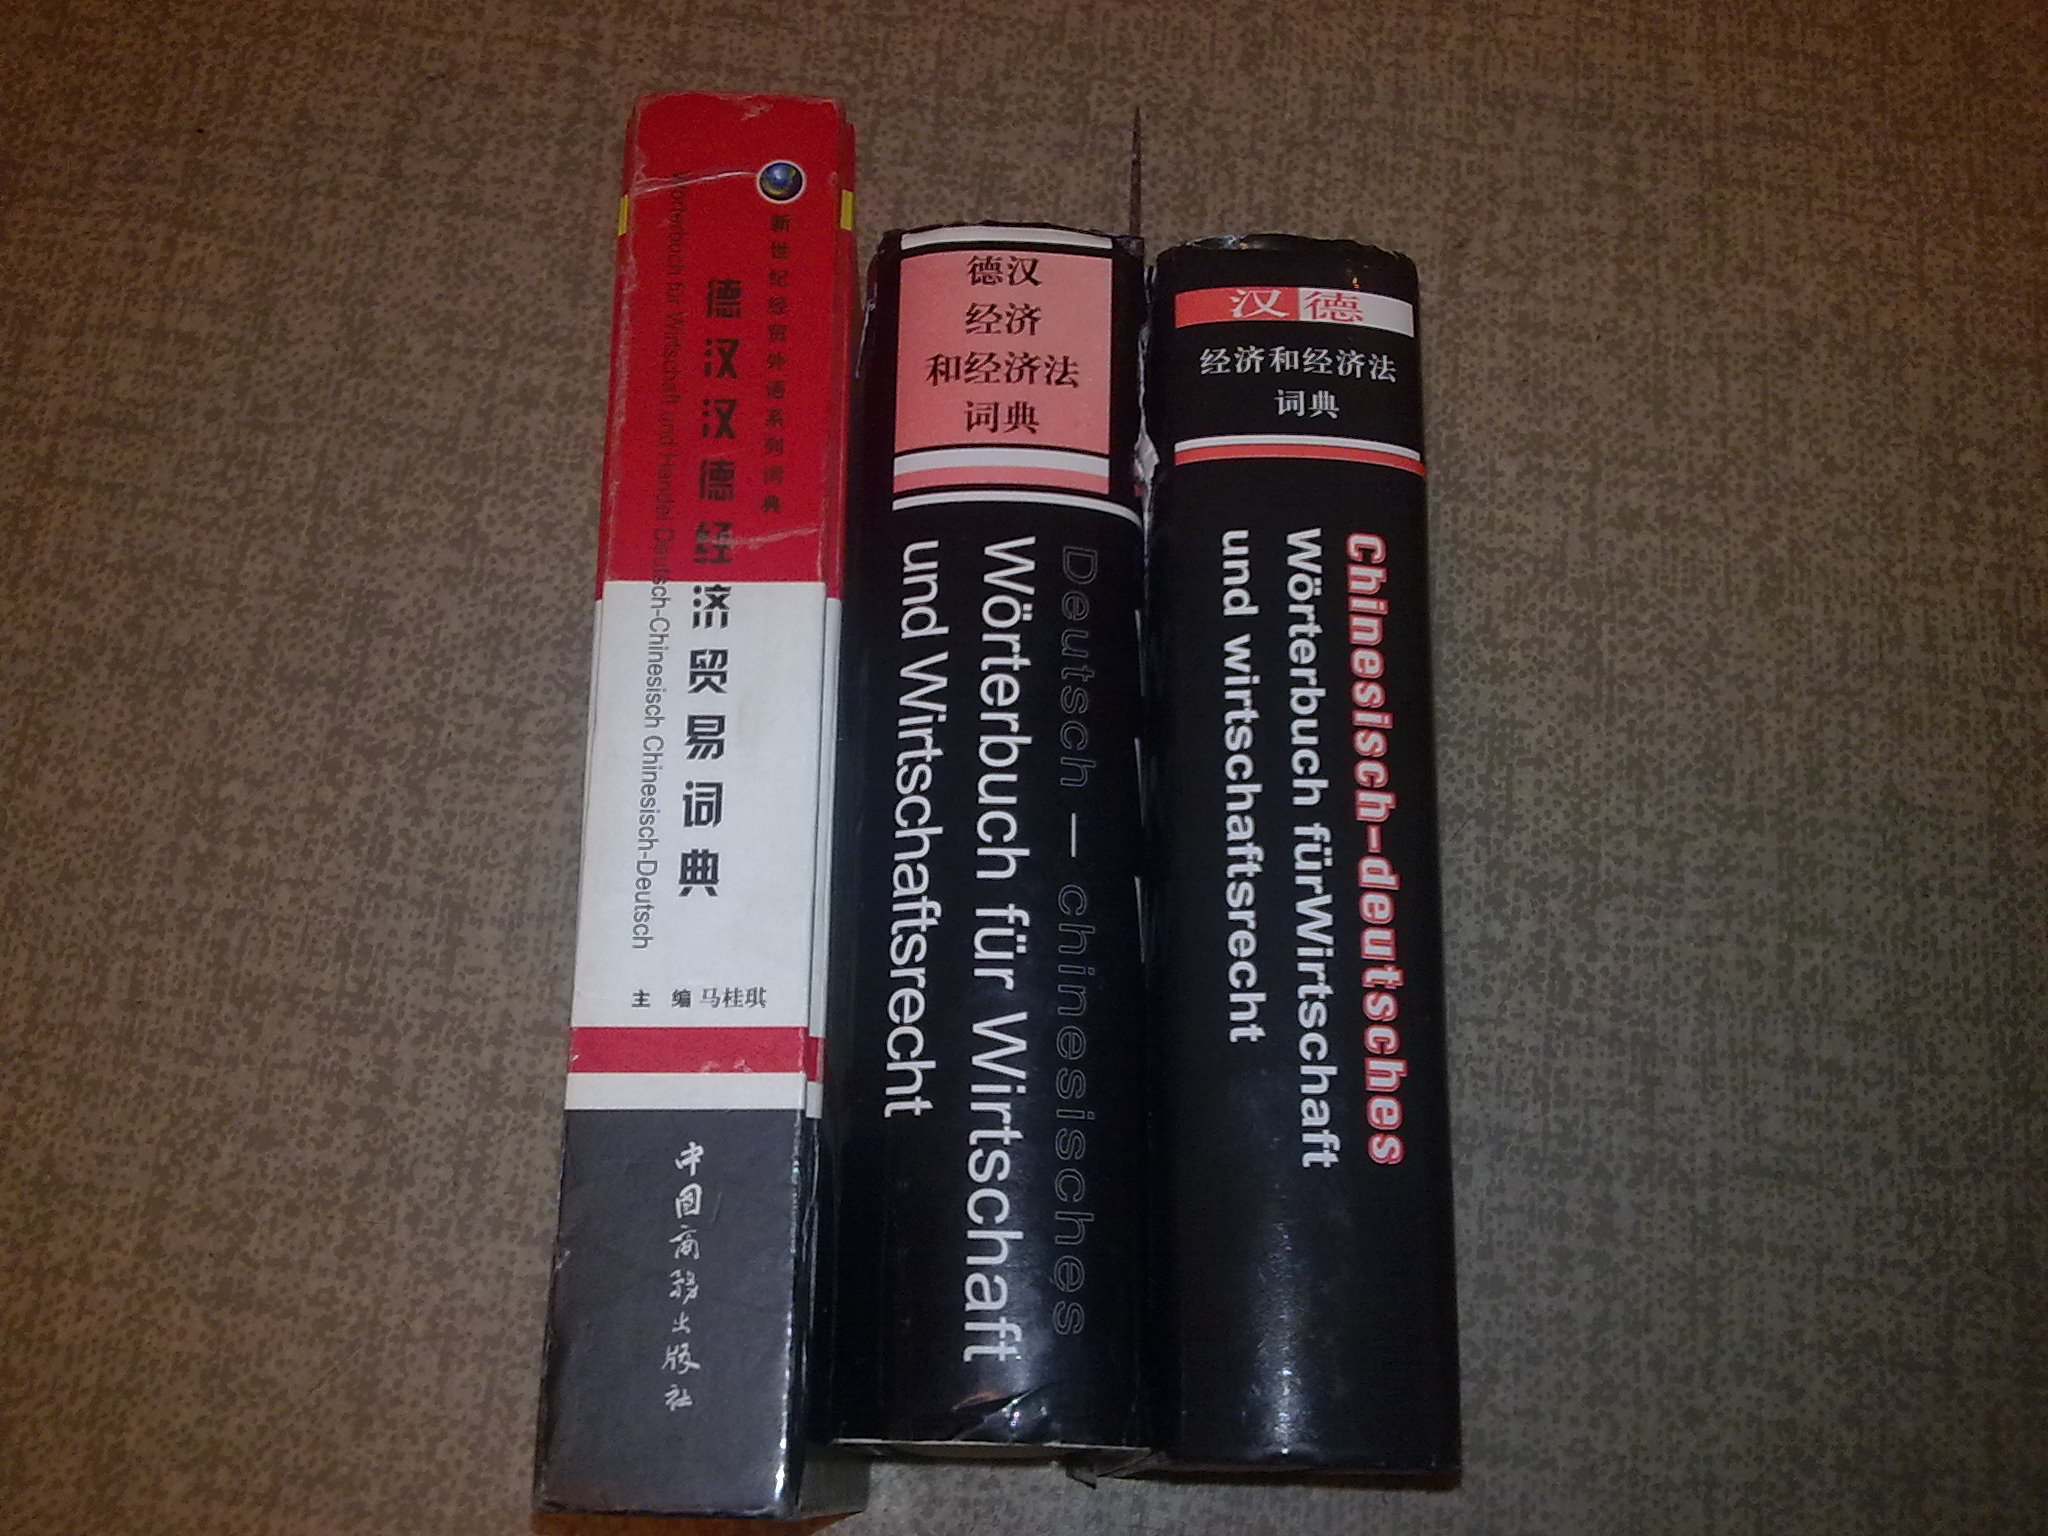 新世纪经贸外语系列词典
德汉汉德经济贸易词典
Wörterbuch für Wirtschaft und Handel Deutsch-Chinesisch Chinesisch-Deutsch
主 编 马桂琪
中国商务出版社
德汉
经济
和经济法
词典
Deutsch — chinesisches
Wörterbuch für Wirtschaft
und Wirtschaftsrecht
汉德
经济和经济法
词典
Chinesisch-deutsches
Wörterbuch fürWirtschaft
und wirtschaftsrecht